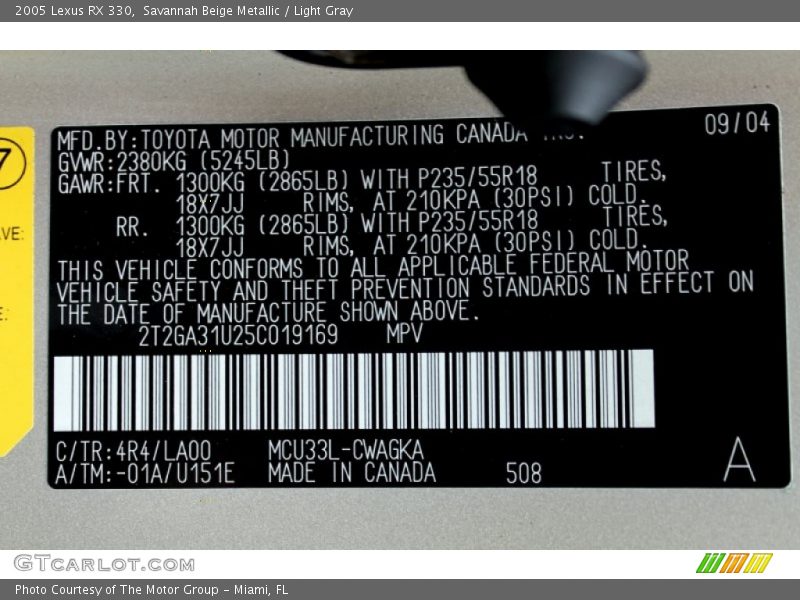 2005 Lexus RX 330, Savannah Beige Metallic / Light Gray
7
AVE:
E:
MFD.BY:TOYOTA MOTOR MANUFACTURING CANADA INC. 09/04
GVWR:2380KG (5245LB)
GAWR:FRT. 1300KG (2865LB) WITH P235/55R18 TIRES,
18X7JJ RIMS, AT 210KPA (30PSI) COLD.
RR. 1300KG (2865LB) WITH P235/55R18 TIRES,
18X7JJ RIMS, AT 210KPA (30PSI) COLD.
THIS VEHICLE CONFORMS TO ALL APPLICABLE FEDERAL MOTOR
VEHICLE SAFETY AND THEFT PREVENTION STANDARDS IN EFFECT ON
THE DATE OF MANUFACTURE SHOWN ABOVE.
2T2GA31U25C019169 MPV
C/TR:4R4/LA00 MCU33L-CWAGKA
A/TM:-01A/U151E MADE IN CANADA 508 A
GTCARLOT.COM
Photo Courtesy of The Motor Group - Miami, FL